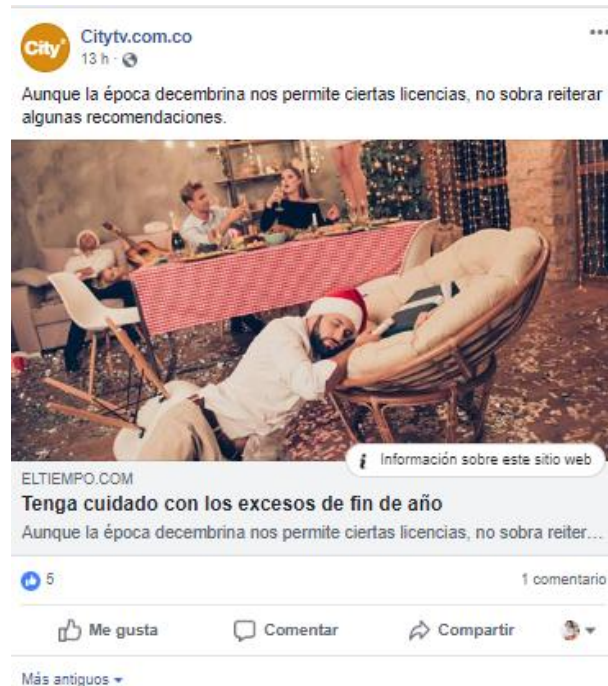 City
Citytv.com.co
13 h ·
Aunque la época decembrina nos permite ciertas licencias, no sobra reiterar
algunas recomendaciones.
i Información sobre este sitio web
ELTIEMPO.COM
Tenga cuidado con los excesos de fin de año
Aunque la época decembrina nos permite ciertas licencias, no sobra reiter...
5
1 comentario
Me gusta
Comentar
Compartir
Más antiguos